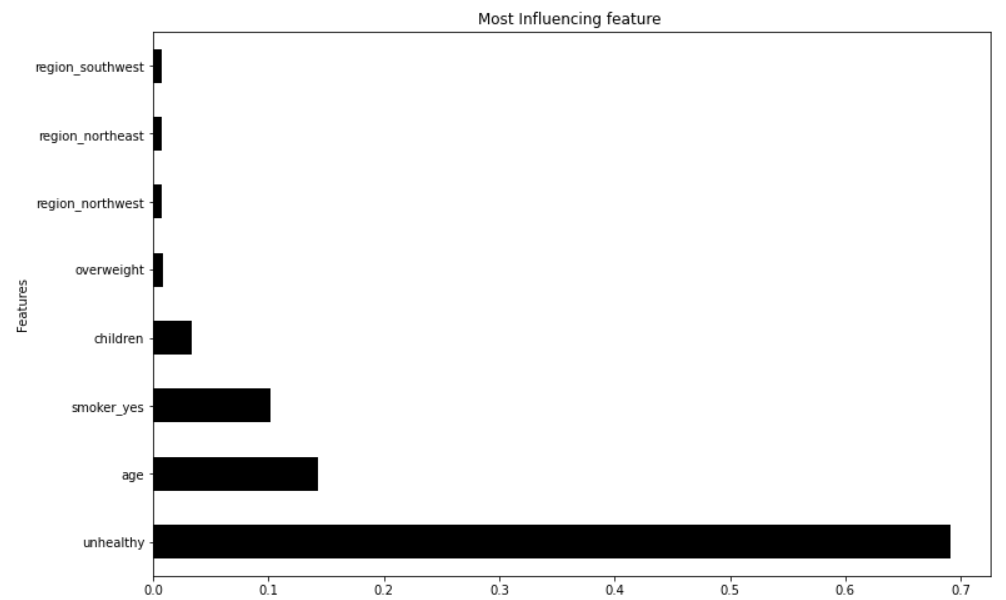 Most Influencing feature
Features
region_southwest
region_northeast
region_northwest
overweight
children
smoker_yes
age
unhealthy
0.0 0.1 0.2 0.3 0.4 0.5 0.6 0.7